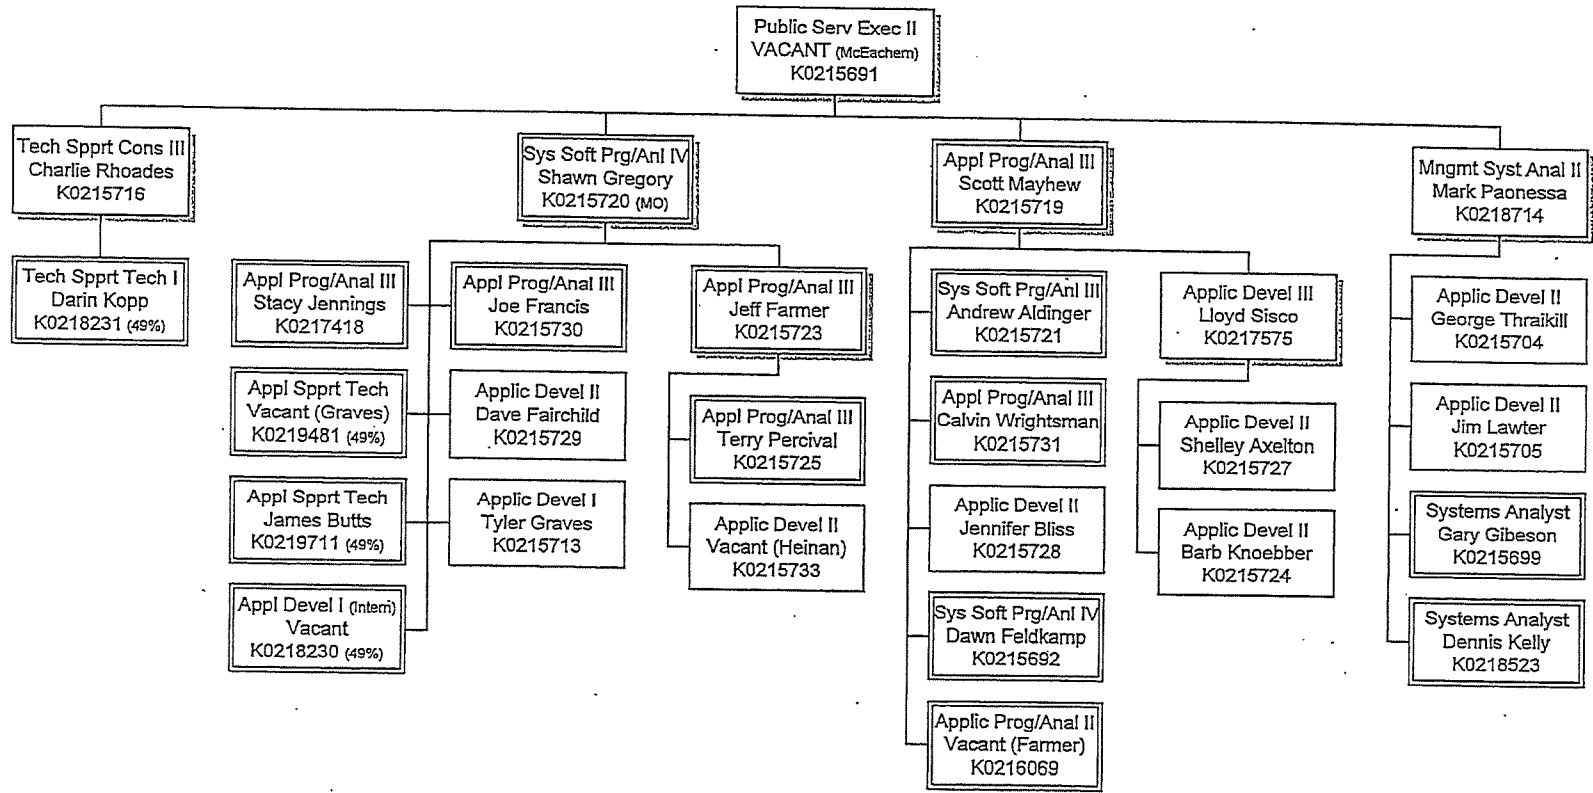 Public Serv Exec II
VACANT (McEachern)
K0215691
Tech Spprt Cons III
Charlie Rhoades
K0215716
Tech Spprt Tech I
Darin Kopp
K0218231 (49%)
Sys Soft Prg/Anl IV
Shawn Gregory
K0215720 (MO)
Appl Prog/Anal III
Stacy Jennings
K0217418
Appl Spprt Tech
Vacant (Graves)
K0219481 (49%)
Appl Spprt Tech
James Butts
K0219711 (49%)
Appl Devel I (Intern)
Vacant
K0218230 (49%)
Appl Prog/Anal III
Joe Francis
K0215730
Applic Devel II
Dave Fairchild
K0215729
Applic Devel I
Tyler Graves
K0215713
Appl Prog/Anal III
Jeff Farmer
K0215723
Appl Prog/Anal III
Terry Percival
K0215725
Applic Devel II
Vacant (Heinan)
K0215733
Appl Prog/Anal III
Scott Mayhew
K0215719
Sys Soft Prg/Anl III
Andrew Aldinger
K0215721
Appl Prog/Anal III
Calvin Wrightsman
K0215731
Applic Devel II
Jennifer Bliss
K0215728
Sys Soft Prg/Anl IV
Dawn Feldkamp
K0215692
Applic Prog/Anal II
Vacant (Farmer)
K0216069
Applic Devel III
Lloyd Sisco
K0217575
Applic Devel II
Shelley Axelton
K0215727
Applic Devel II
Barb Knoebber
K0215724
Mngmt Syst Anal II
Mark Paonessa
K0218714
Applic Devel II
George Thraikill
K0215704
Applic Devel II
Jim Lawter
K0215705
Systems Analyst
Gary Gibeson
K0215699
Systems Analyst
Dennis Kelly
K0218523